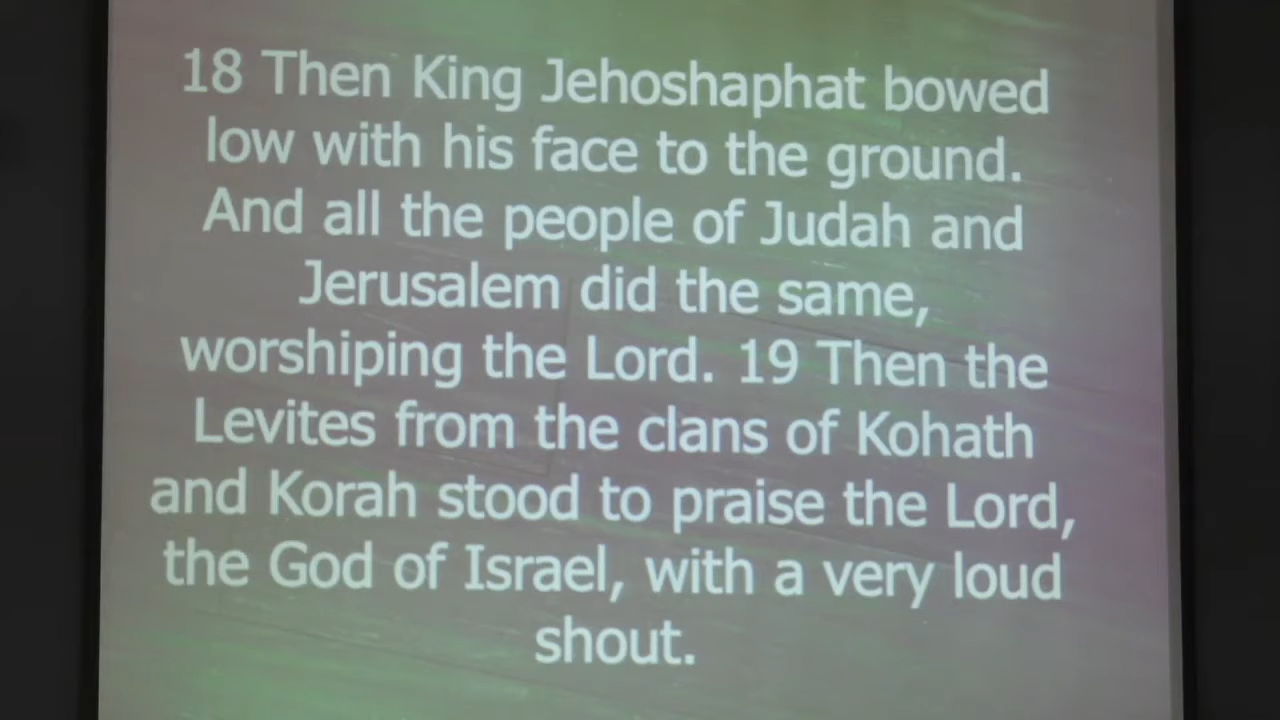 18 Then King Jehoshaphat bowed
low with his face to the ground.
And all the people of Judah and
Jerusalem did the same,
worshiping the Lord. 19 Then the
Levites from the clans of Kohath
and Korah stood to praise the Lord,
the God of Israel, with a very loud
shout.